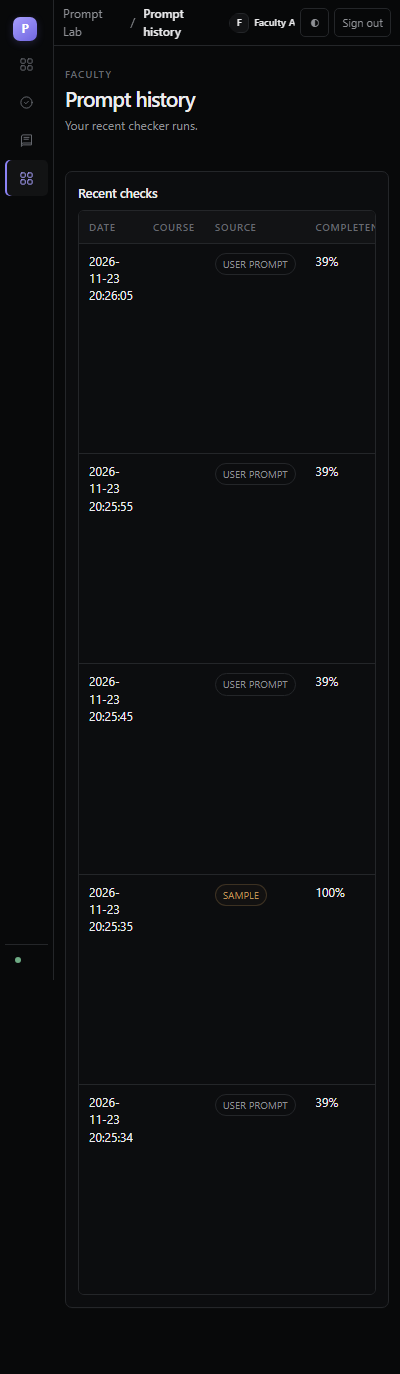 P
Prompt Lab / Prompt history
F Faculty A
Sign out
FACULTY
Prompt history
Your recent checker runs.
Recent checks
DATE COURSE SOURCE COMPLETEN
2026-11-23 20:26:05 USER PROMPT 39%
2026-11-23 20:25:55 USER PROMPT 39%
2026-11-23 20:25:45 USER PROMPT 39%
2026-11-23 20:25:35 SAMPLE 100%
2026-11-23 20:25:34 USER PROMPT 39%